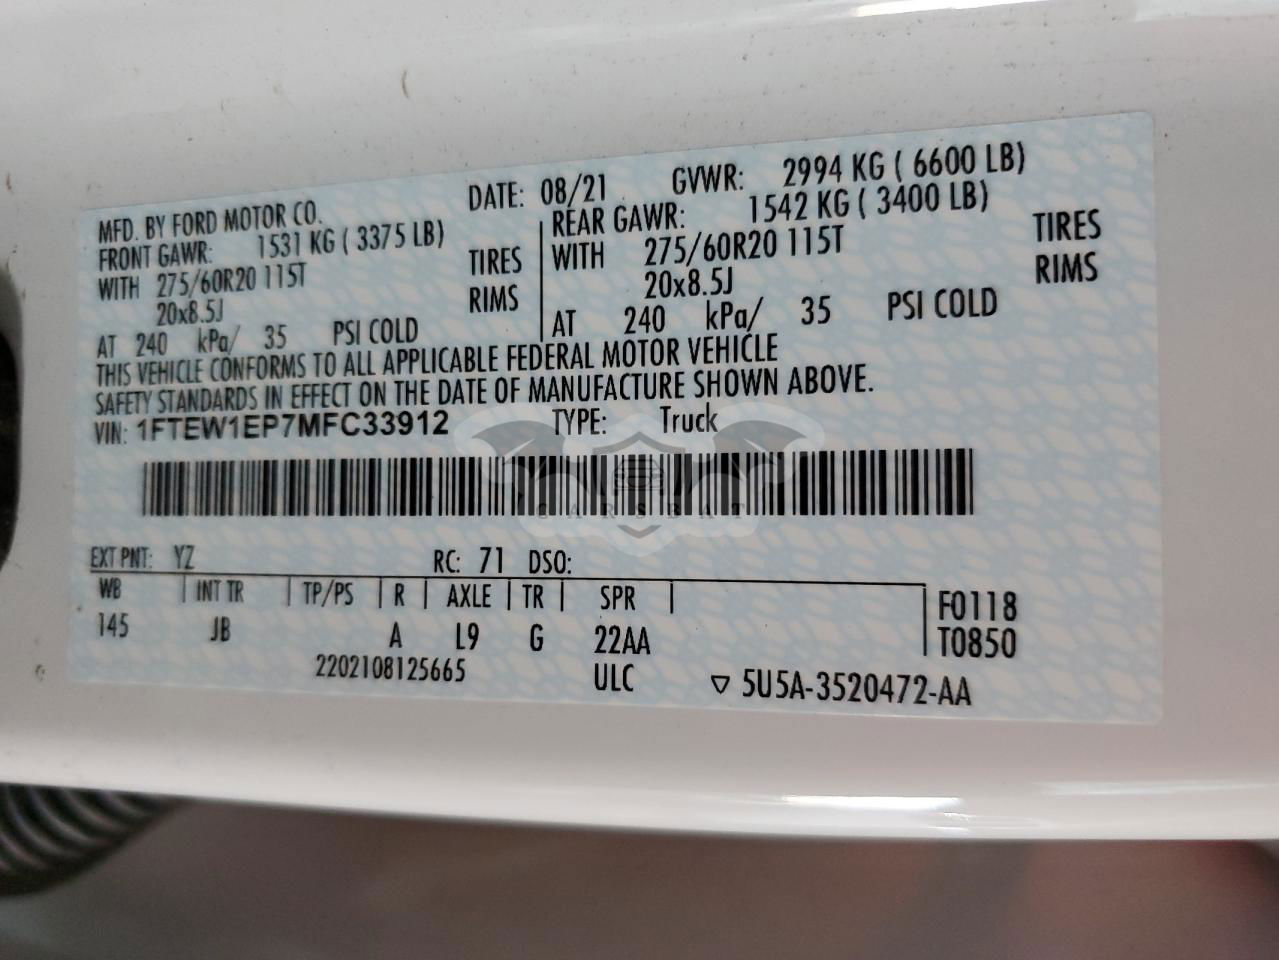 DATE: 08/21 GVWR: 2994 KG ( 6600 LB)
MFD. BY FORD MOTOR CO.
FRONT GAWR: 1531 KG ( 3375 LB)
WITH 275/60R20 115T TIRES
20x8.5J RIMS
AT 240 kPa/ 35 PSI COLD
REAR GAWR: 1542 KG ( 3400 LB)
WITH 275/60R20 115T TIRES
20x8.5J RIMS
AT 240 kPa/ 35 PSI COLD
THIS VEHICLE CONFORMS TO ALL APPLICABLE FEDERAL MOTOR VEHICLE
SAFETY STANDARDS IN EFFECT ON THE DATE OF MANUFACTURE SHOWN ABOVE.
VIN: 1FTEW1EP7MFC33912 TYPE: Truck
CARSBAT
EXT PNT: YZ RC: 71 DSO:
WB INT TR TP/PS R AXLE TR SPR F0118
145 JB A L9 G 22AA T0850
2202108125665 ULC ▽ 5U5A-3520472-AA